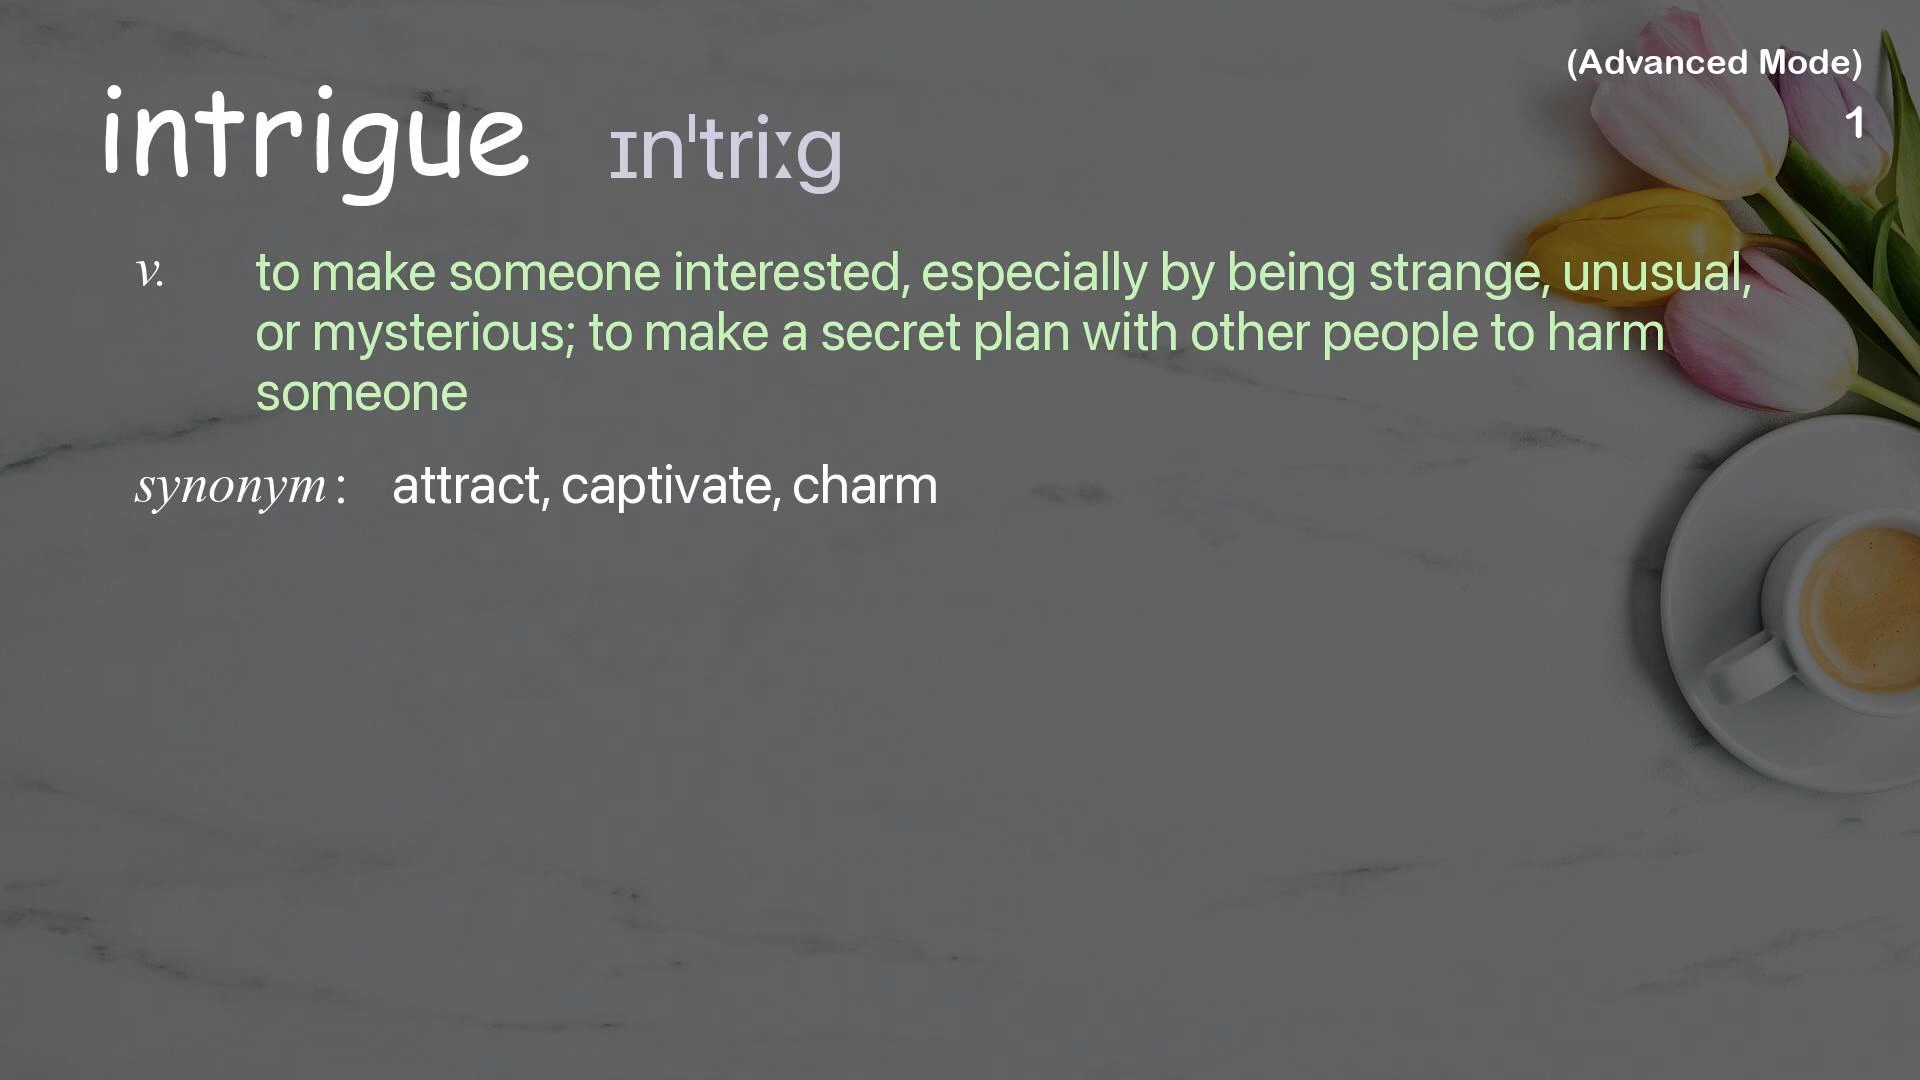 (Advanced Mode)
1
intrigue ɪnˈtriːg
v. to make someone interested, especially by being strange, unusual,
or mysterious; to make a secret plan with other people to harm
someone
synonym : attract, captivate, charm